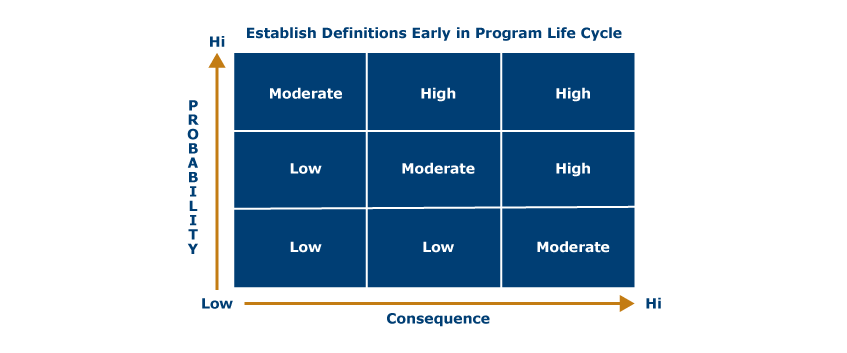 Establish Definitions Early in Program Life Cycle
Hi
PROBABILITY
Moderate High High
Low Moderate High
Low Low Moderate
Low Hi
Consequence